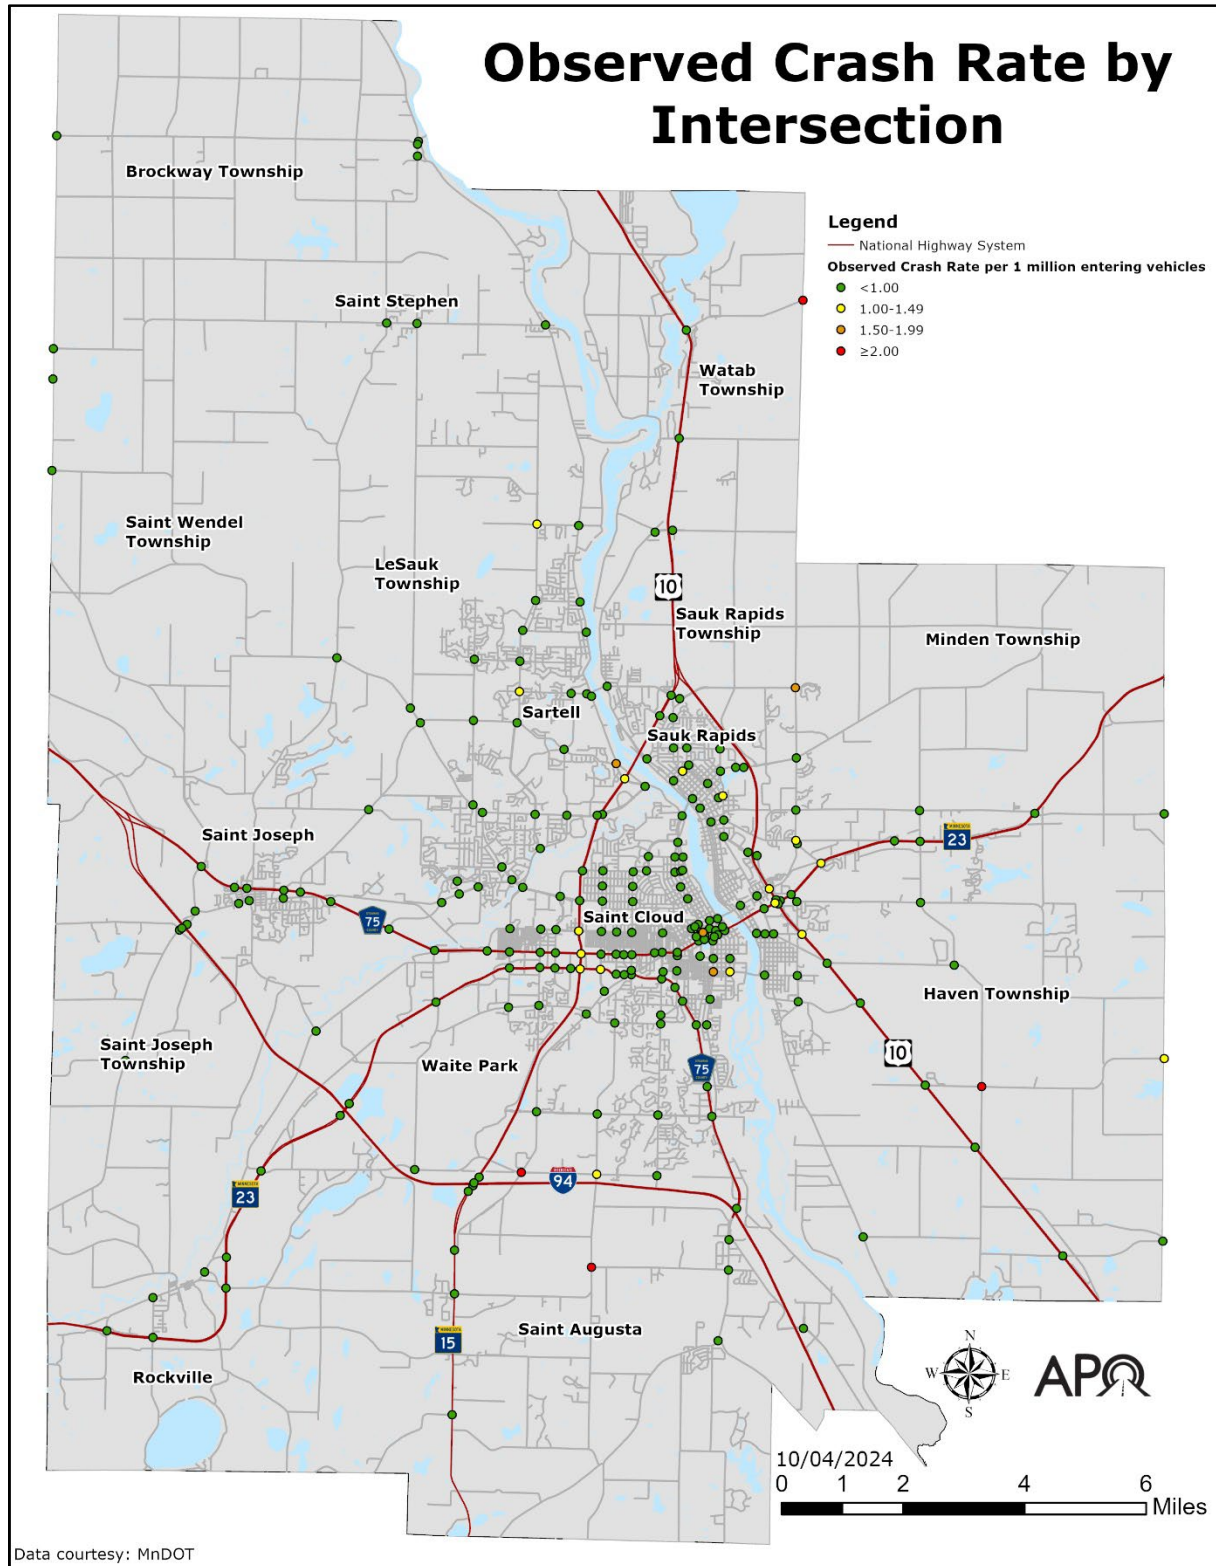 Observed Crash Rate by
Intersection
Brockway Township
Legend
National Highway System
Observed Crash Rate per 1 million entering vehicles
<1.00
1.00-1.49
1.50-1.99
≥2.00
Saint Stephen
Watab
Township
Saint Wendel
Township
LeSauk
Township
10
Sauk Rapids
Township
Minden Township
Sartell
Sauk Rapids
Saint Joseph
MINNESOTA
23
75
Saint Cloud
Haven Township
Saint Joseph
Township
Waite Park
10
75
94
MINNESOTA
23
MINNESOTA
15
Saint Augusta
Rockville
N
W
E
S
APO
10/04/2024
0 1 2 4 6
Miles
Data courtesy: MnDOT